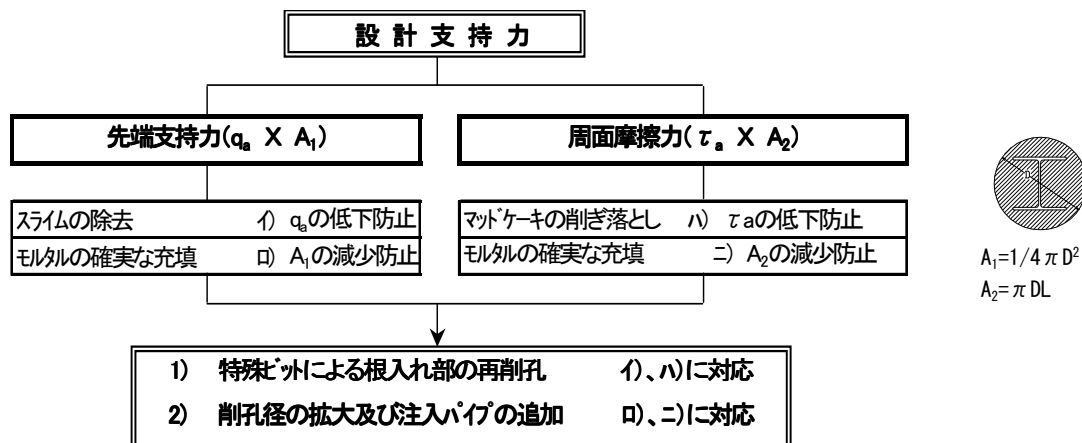 設 計 支 持 力
先端支持力(qₐ X A₁)
周面摩擦力(τₐ X A₂)
スライムの除去 イ) qₐの低下防止
モルタルの確実な充填 ロ) A₁の減少防止
マッドケーキの削ぎ落とし ハ) τaの低下防止
モルタルの確実な充填 ニ) A₂の減少防止
D
A₁=1/4πD²
A₂=πDL
1) 特殊ビットによる根入れ部の再削孔 イ)、ハ)に対応
2) 削孔径の拡大及び注入パイプの追加 ロ)、ニ)に対応